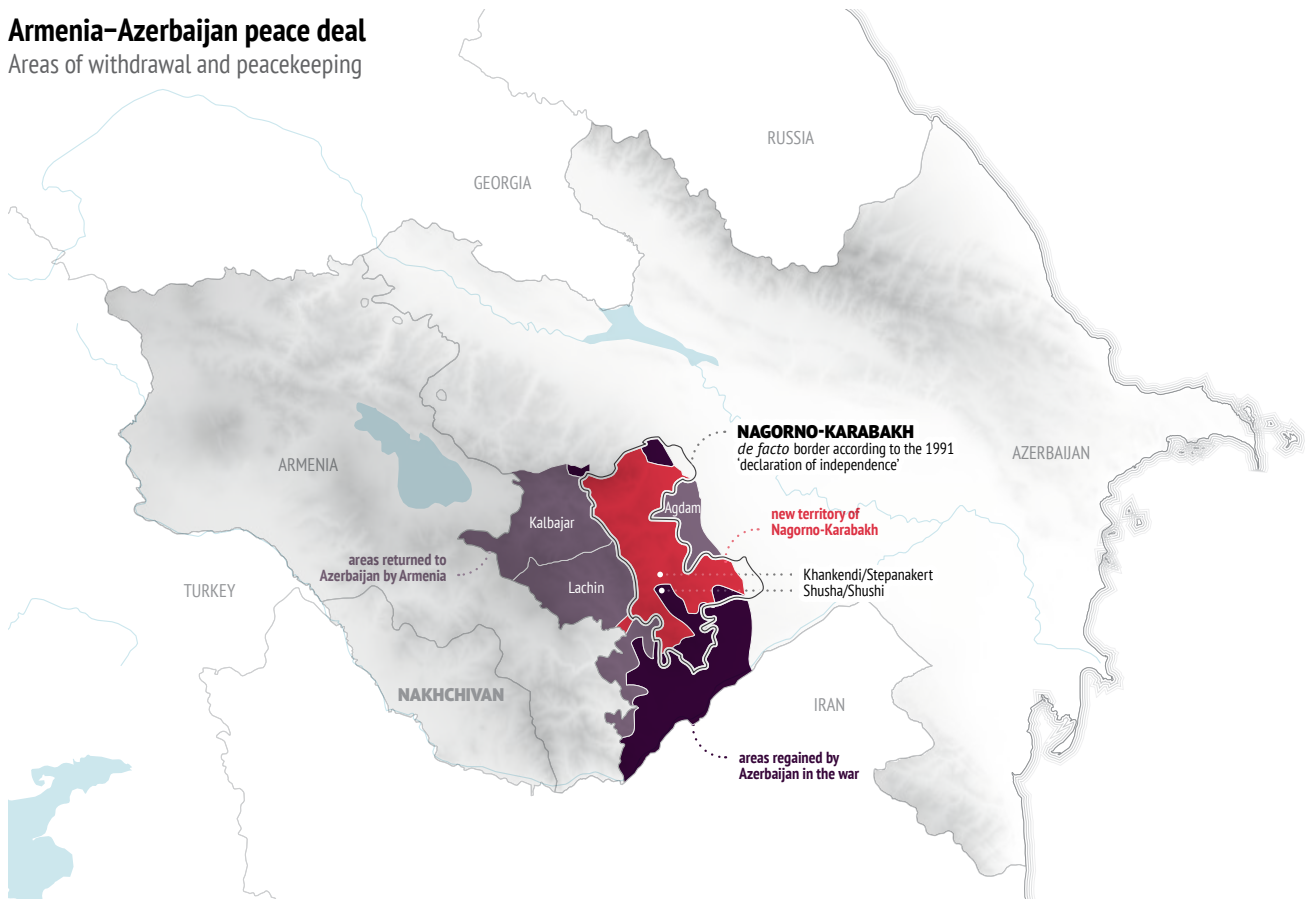 Armenia–Azerbaijan peace deal
Areas of withdrawal and peacekeeping
RUSSIA
GEORGIA
NAGORNO-KARABAKH
de facto border according to the 1991
‘declaration of independence’
AZERBAIJAN
ARMENIA
Agdam
Kalbajar
new territory of
Nagorno-Karabakh
areas returned to
Azerbaijan by Armenia
Khankendi/Stepanakert
Lachin
Shusha/Shushi
TURKEY
NAKHCHIVAN
IRAN
areas regained by
Azerbaijan in the war